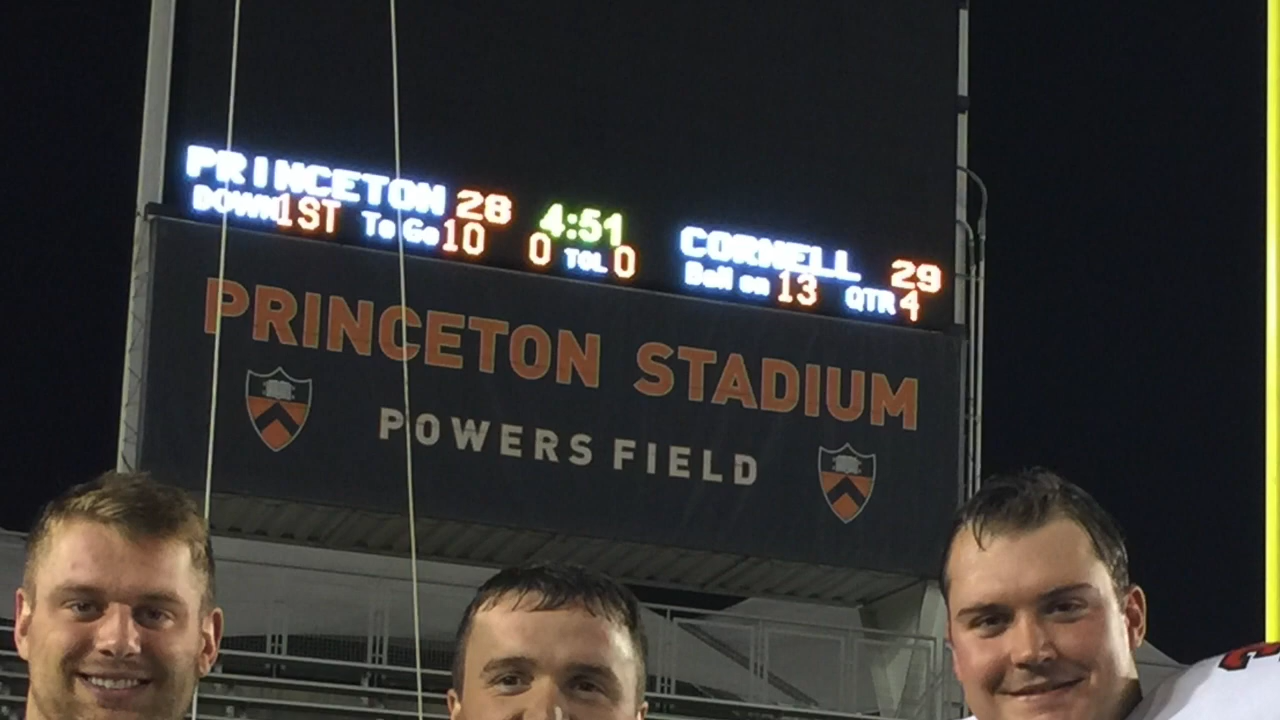 PRINCETON 28 4:51 CORNELL 29
DOWN 1ST To Go 10 0 TOL 0 Ball on 13 QTR 4
PRINCETON STADIUM
POWERS FIELD